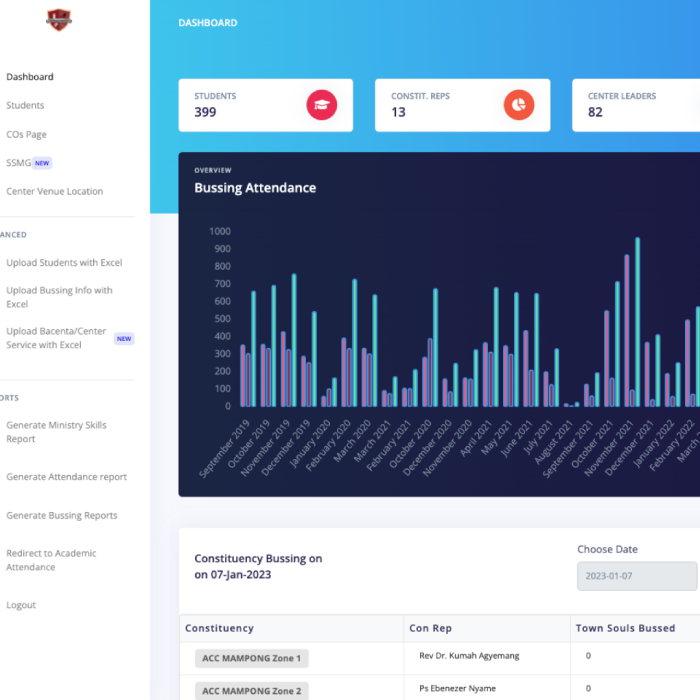 DASHBOARD
Dashboard
Students
COs Page
SSMG NEW
Center Venue Location
ANCED
Upload Students with Excel
Upload Bussing Info with
Excel
Upload Bacenta/Center
Service with Excel NEW
ORTS
Generate Ministry Skills
Report
Generate Attendance report
Generate Bussing Reports
Redirect to Academic
Attendance
Logout
STUDENTS
399
CONSTIT. REPS
13
CENTER LEADERS
82
OVERVIEW
Bussing Attendance
1000
900
800
700
600
500
400
300
200
100
0
September 2019
October 2019
November 2019
December 2019
January 2020
February 2020
March 2020
March 2021
February 2021
October 2020
December 2020
November 2020
April 2021
May 2021
June 2021
July 2021
August 2021
September 2021
October 2021
November 2021
December 2021
January 2022
February 2022
March
Constituency Bussing on
on 07-Jan-2023
Choose Date
2023-01-07
Constituency Con Rep Town Souls Bussed
ACC MAMPONG Zone 1 Rev Dr. Kumah Agyemang 0
ACC MAMPONG Zone 2 Ps Ebenezer Nyame 0